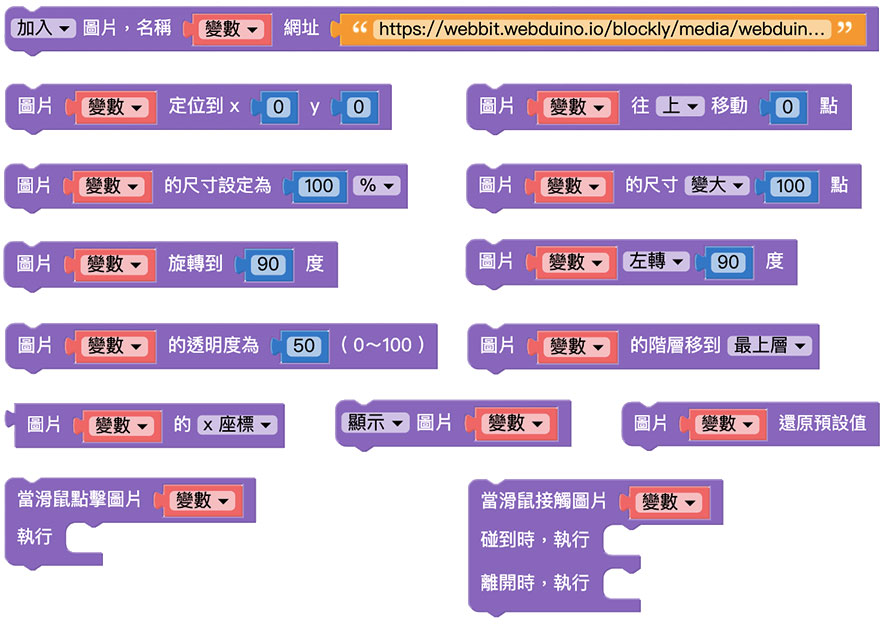 加入 圖片，名稱 變數 網址 “ https://webbit.webduino.io/blockly/media/webduin... ”
圖片 變數 定位到 x 0 y 0
圖片 變數 往 上 移動 0 點
圖片 變數 的尺寸設定為 100 %
圖片 變數 的尺寸 變大 100 點
圖片 變數 旋轉到 90 度
圖片 變數 左轉 90 度
圖片 變數 的透明度為 50 ( 0～100 )
圖片 變數 的階層移到 最上層
圖片 變數 的 x 座標
顯示 圖片 變數
圖片 變數 還原預設值
當滑鼠點擊圖片 變數
執行
當滑鼠接觸圖片 變數
碰到時，執行
離開時，執行